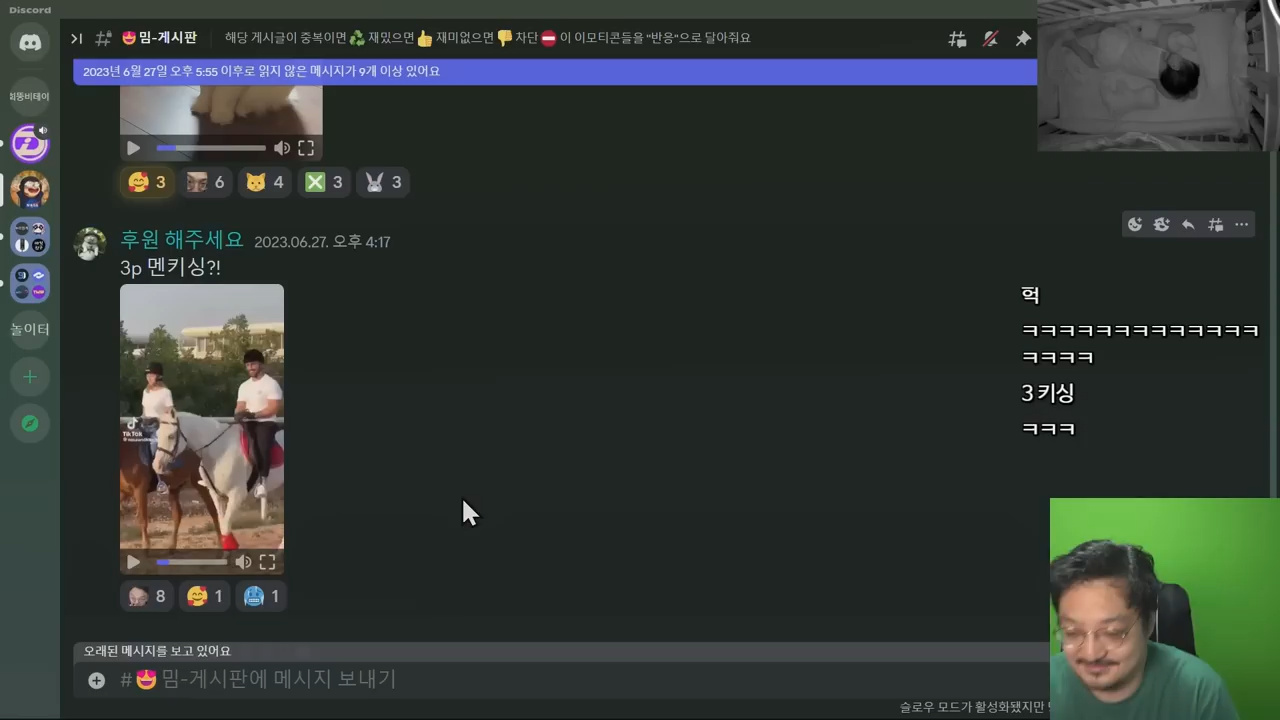 Discord
밈-게시판
해당 게시글이 중복이면 재밌으면 재미없으면 차단 이 이모티콘들을 "반응"으로 달아줘요
2023년 6월 27일 오후 5:55 이후로 읽지 않은 메시지가 9개 이상 있어요
3
6
4
3
3
후원 해주세요 2023.06.27. 오후 4:17
3p 멘키싱?!
TikTok
8
1
1
놀이터
헉
ㅋㅋㅋㅋㅋㅋㅋㅋㅋㅋㅋㅋㅋ
ㅋㅋㅋㅋ
3 키싱
ㅋㅋㅋ
오래된 메시지를 보고 있어요
#밈-게시판에 메시지 보내기
슬로우 모드가 활성화됐지만